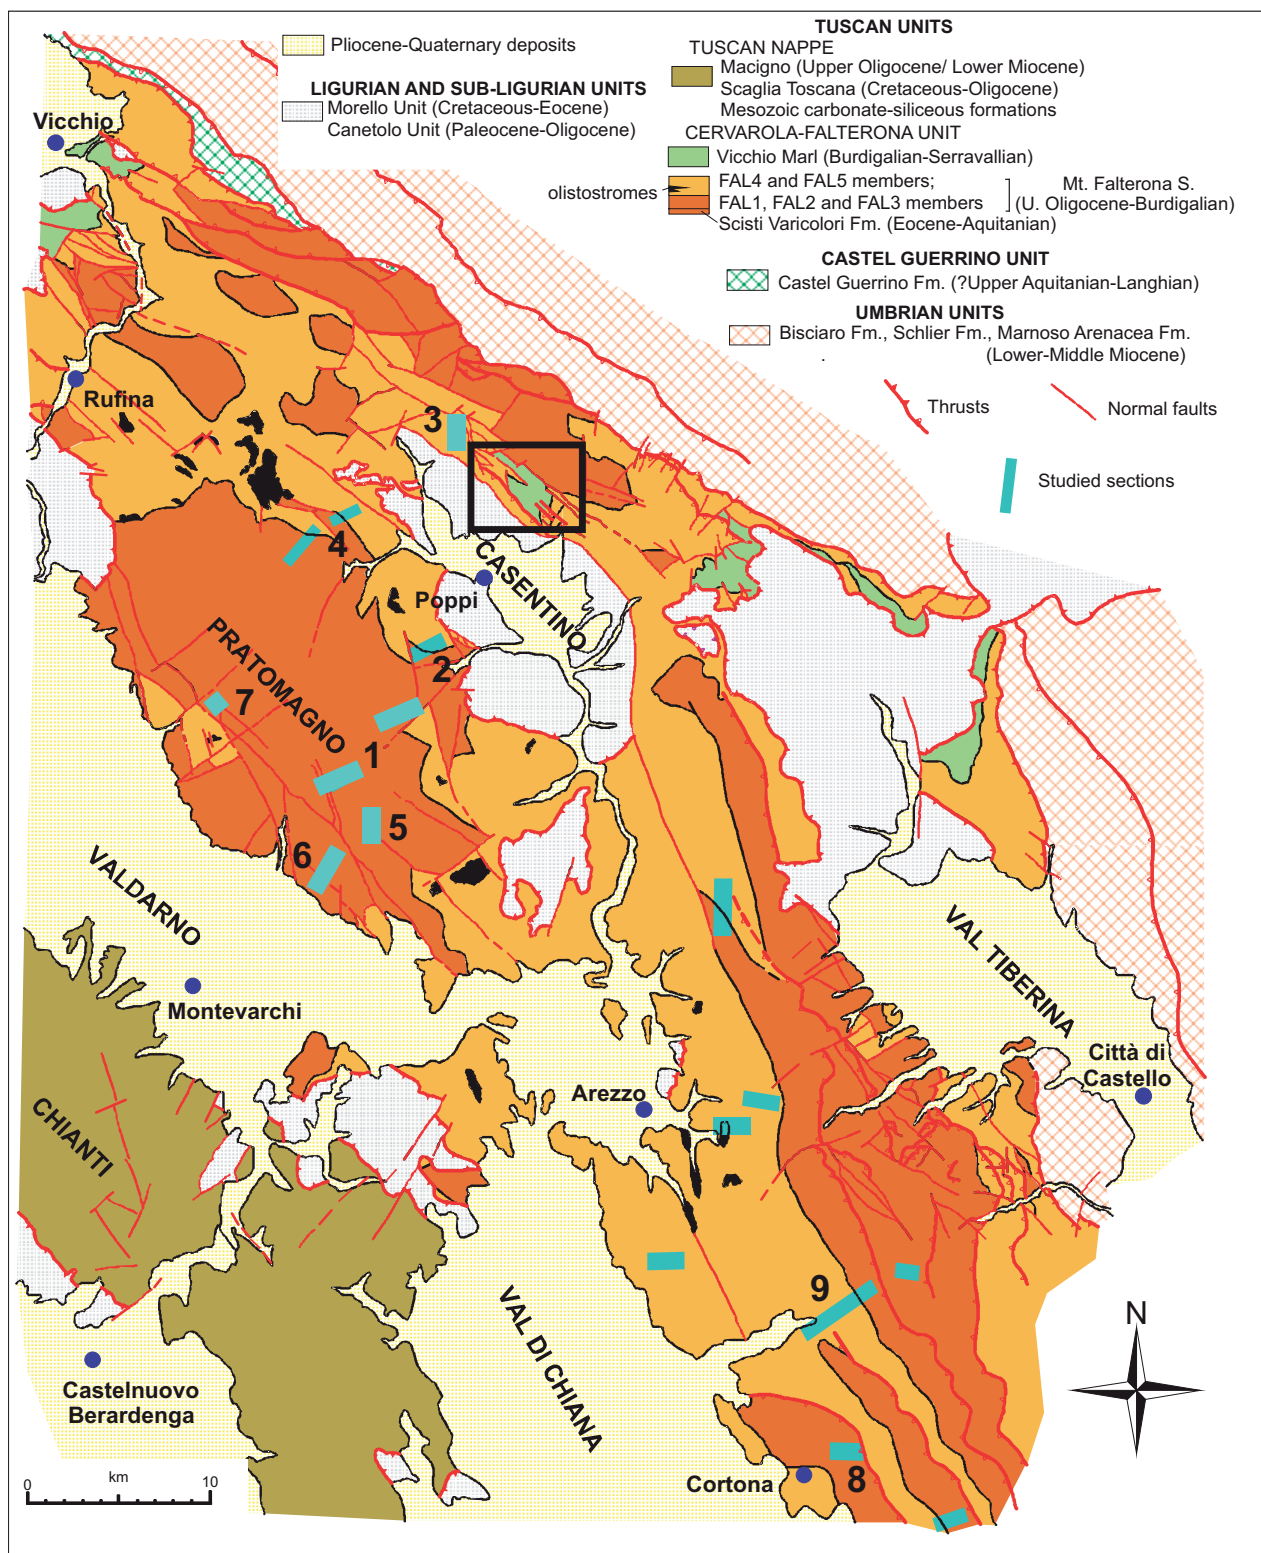 Pliocene-Quaternary deposits
LIGURIAN AND SUB-LIGURIAN UNITS
Morello Unit (Cretaceous-Eocene)
Canetolo Unit (Paleocene-Oligocene)
TUSCAN UNITS
TUSCAN NAPPE
Macigno (Upper Oligocene/ Lower Miocene)
Scaglia Toscana (Cretaceous-Oligocene)
Mesozoic carbonate-siliceous formations
CERVAROLA-FALTERONA UNIT
Vicchio Marl (Burdigalian-Serravallian)
olistostromes
FAL4 and FAL5 members;
FAL1, FAL2 and FAL3 members
Mt. Falterona S.
(U. Oligocene-Burdigalian)
Scisti Varicolori Fm. (Eocene-Aquitanian)
CASTEL GUERRINO UNIT
Castel Guerrino Fm. (?Upper Aquitanian-Langhian)
UMBRIAN UNITS
Bisciaro Fm., Schlier Fm., Marnoso Arenacea Fm.
. (Lower-Middle Miocene)
Thrusts
Normal faults
Studied sections
Vicchio
Rufina
3
4
CASENTINO
Poppi
PRATOMAGNO
2
7
1
5
6
VALDARNO
Montevarchi
VAL TIBERINA
Città di
Castello
Arezzo
CHIANTI
9
VAL DI CHIANA
N
Castelnuovo
Berardenga
Cortona
8
km
0 10